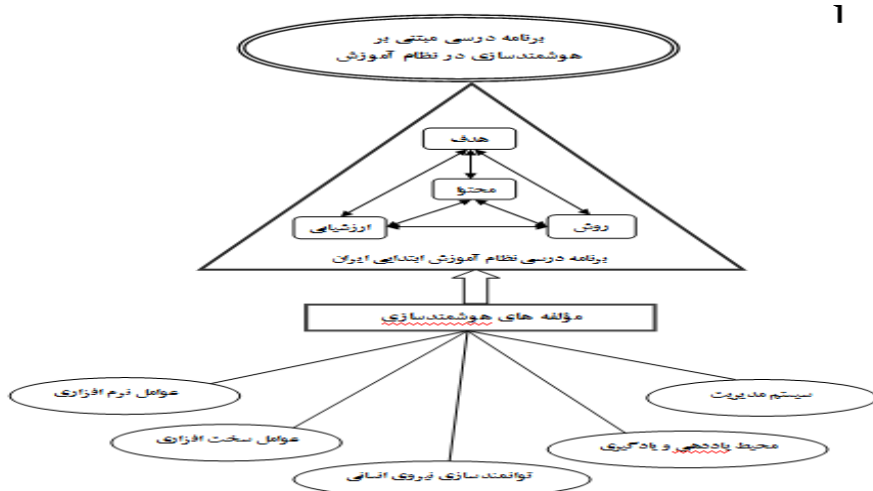 1
برنامه درسی مبتنی بر
هوشمندسازی در نظام آموزش
هدف
محتوا
روش
ارزشیابی
برنامه درسی نظام آموزش ابتدایی ایران
مؤلفه های هوشمندسازی
سیستم مدیریت
عوامل نرم افزاری
محیط یاددهی و یادگیری
عوامل سخت افزاری
توانمندسازی نیروی انسانی